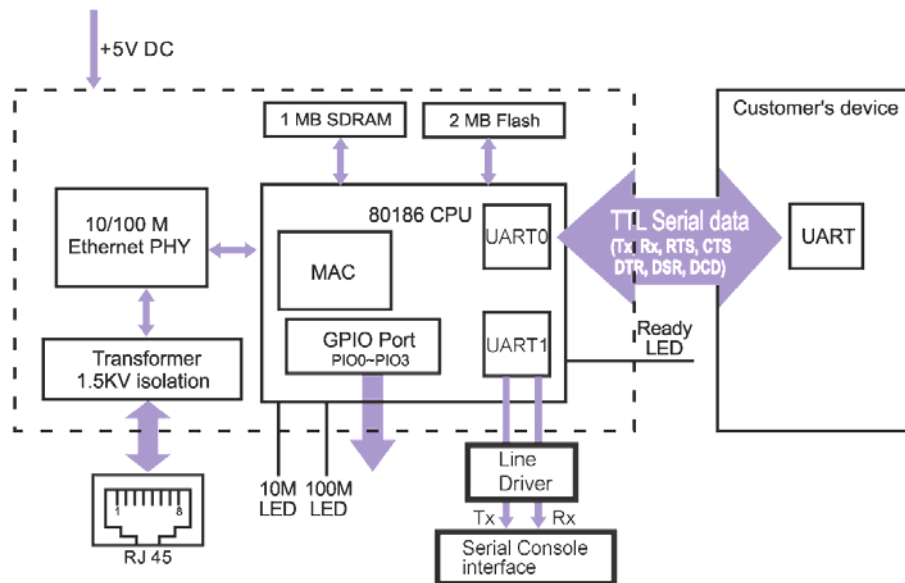 +5V DC
1 MB SDRAM
2 MB Flash
Customer's device
10/100 M
Ethernet PHY
80186 CPU
UART0
TTL Serial data
(Tx, Rx, RTS, CTS
DTR, DSR, DCD)
UART
MAC
GPIO Port
PIO0~PIO3
UART1
Ready
LED
Transformer
1.5KV isolation
Line
Driver
10M
LED
100M
LED
1
8
RJ 45
Tx
Rx
Serial Console
interface